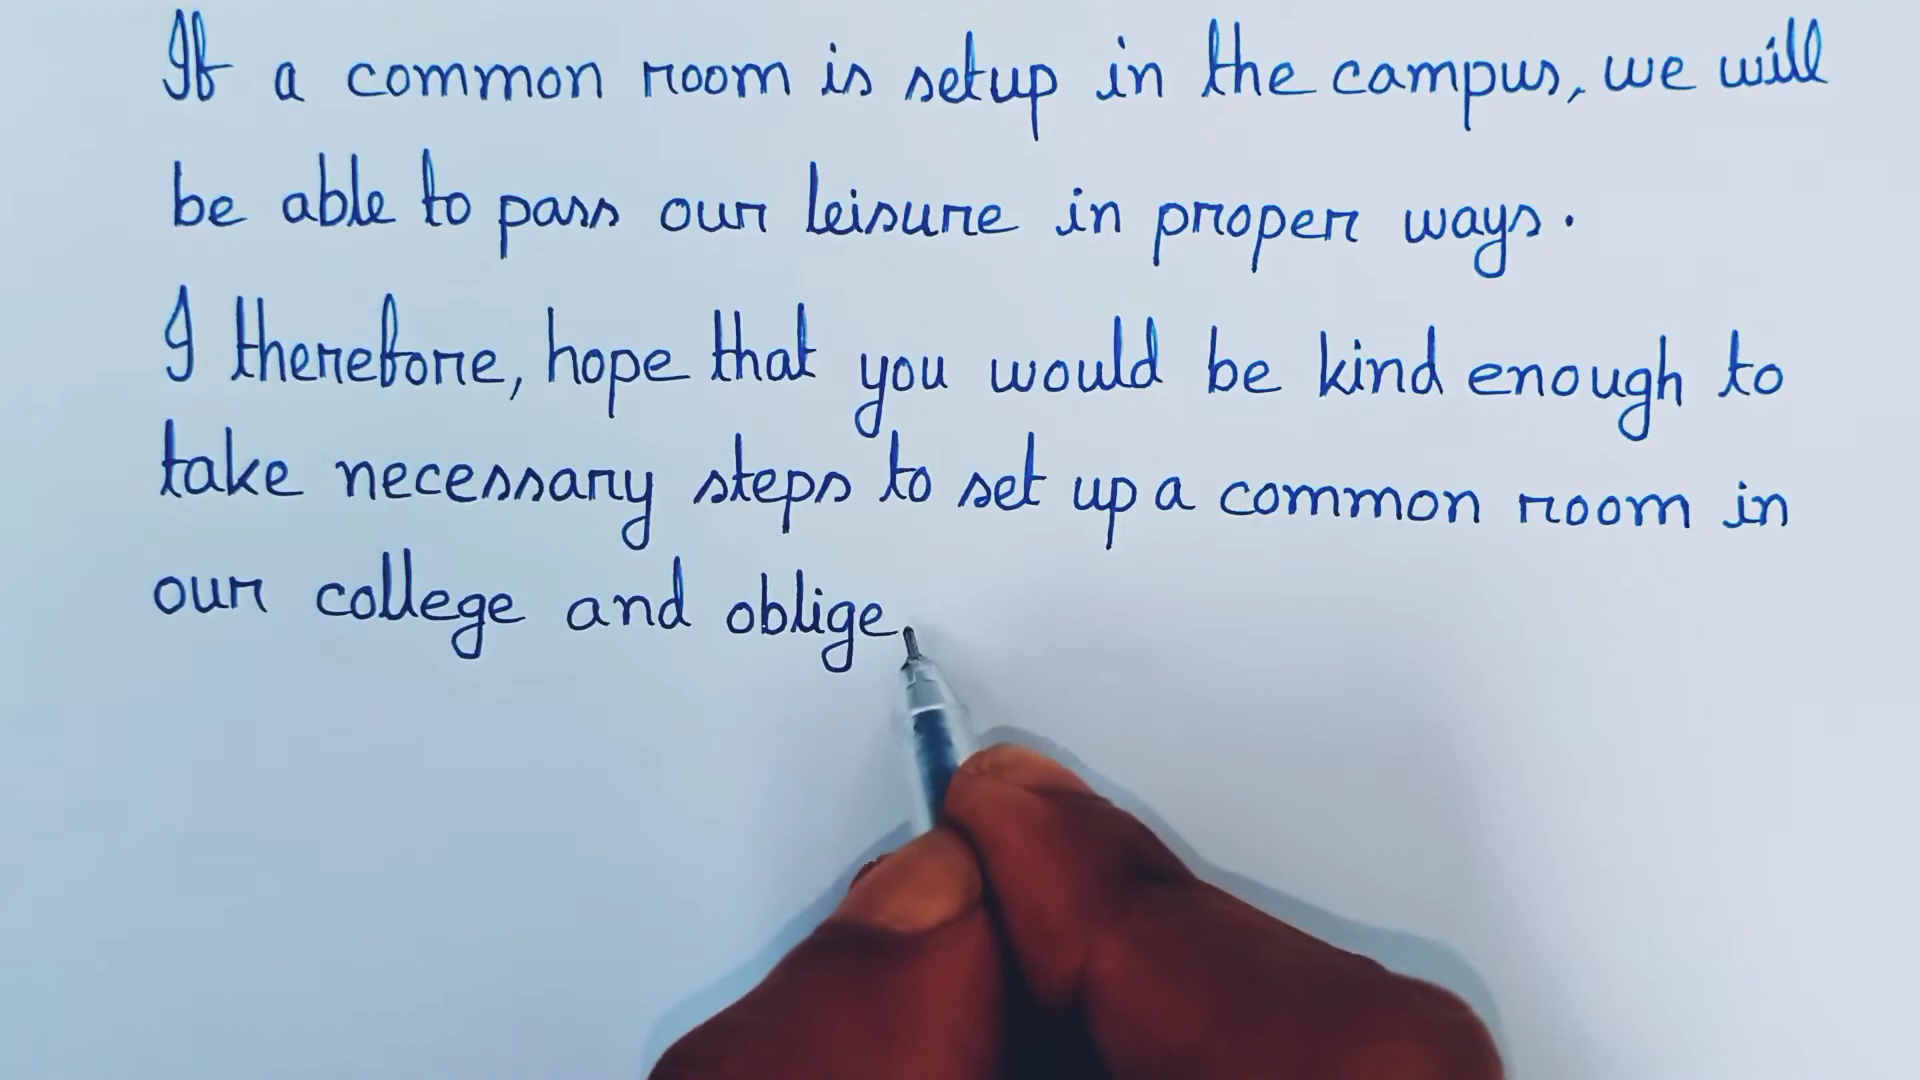 If a common room is setup in the campus, we will
be able to pass our leisure in proper ways.
I therefore, hope that you would be kind enough to
take necessary steps to set up a common room in
our college and oblige.